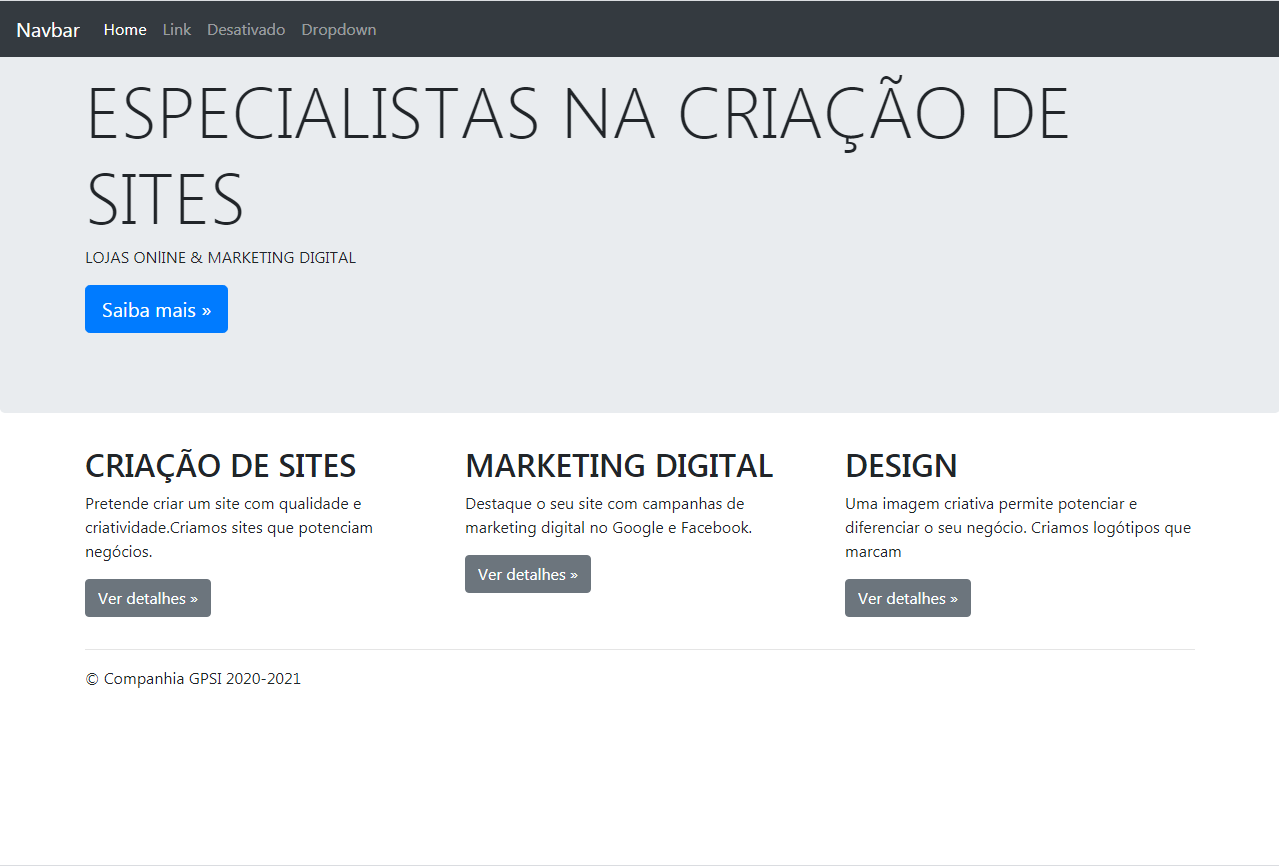 Navbar Home Link Desativado Dropdown
ESPECIALISTAS NA CRIAÇÃO DE
SITES
LOJAS ONlINE & MARKETING DIGITAL
Saiba mais »
CRIAÇÃO DE SITES
Pretende criar um site com qualidade e
criatividade.Criamos sites que potenciam
negócios.
Ver detalhes »
MARKETING DIGITAL
Destaque o seu site com campanhas de
marketing digital no Google e Facebook.
Ver detalhes »
DESIGN
Uma imagem criativa permite potenciar e
diferenciar o seu negócio. Criamos logótipos que
marcam
Ver detalhes »
© Companhia GPSI 2020-2021